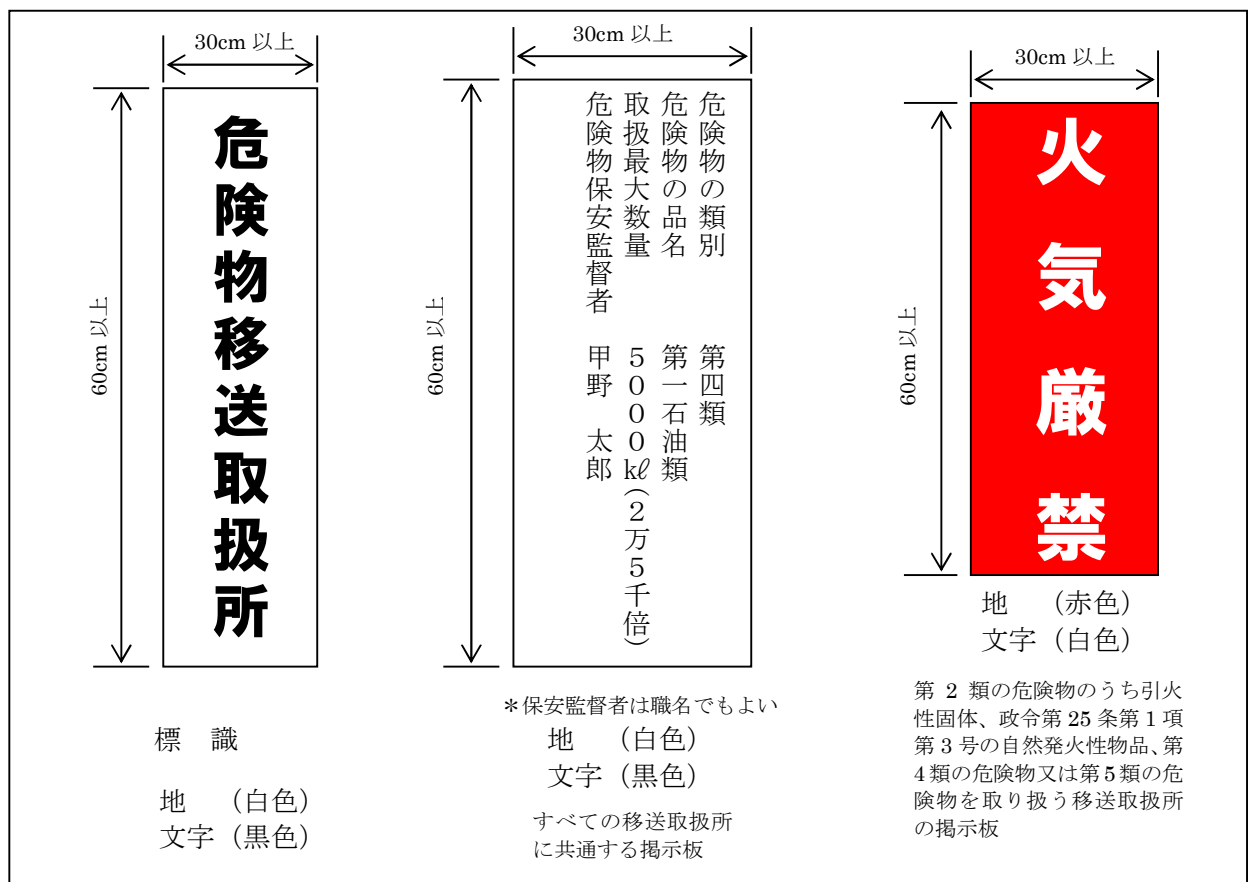 30cm 以上
60cm 以上
危険物移送取扱所
標 識
地 （白色）
文字（黒色）
30cm 以上
60cm 以上
危険物の類別 第四類
危険物の品名 第一石油類
取扱最大数量 ５０００㎘（２万５千倍）
危険物保安監督者 甲野 太郎
＊保安監督者は職名でもよい
地 （白色）
文字（黒色）
すべての移送取扱所
に共通する掲示板
30cm 以上
60cm 以上
火気厳禁
地 （赤色）
文字（白色）
第 2 類の危険物のうち引火
性固体、政令第 25 条第 1 項
第 3 号の自然発火性物品、第
4 類の危険物又は第 5 類の危
険物を取り扱う移送取扱所
の掲示板